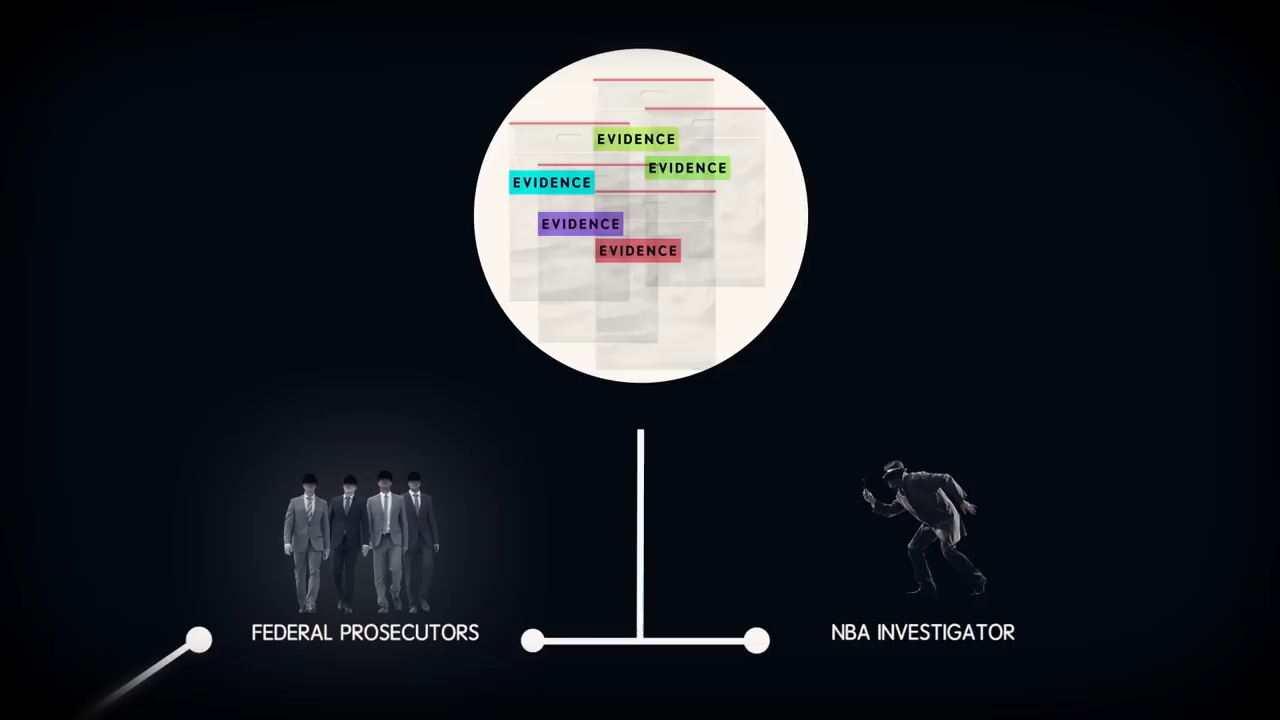 EVIDENCE
EVIDENCE
EVIDENCE
EVIDENCE
EVIDENCE
FEDERAL PROSECUTORS
NBA INVESTIGATOR